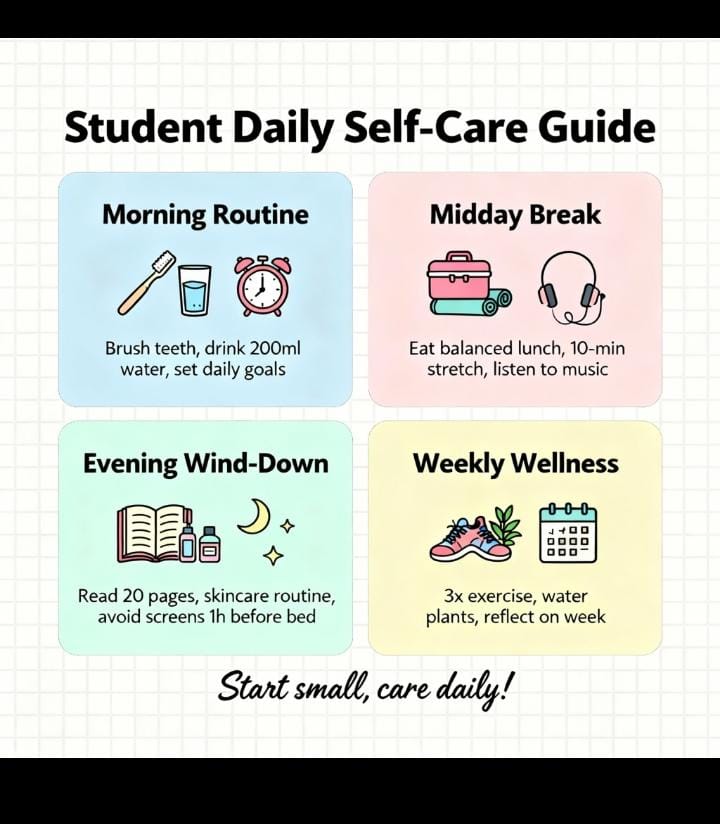 Student Daily Self-Care Guide
Morning Routine
Brush teeth, drink 200ml
water, set daily goals
Midday Break
Eat balanced lunch, 10-min
stretch, listen to music
Evening Wind-Down
Read 20 pages, skincare routine,
avoid screens 1h before bed
Weekly Wellness
3x exercise, water
plants, reflect on week
Start small, care daily!